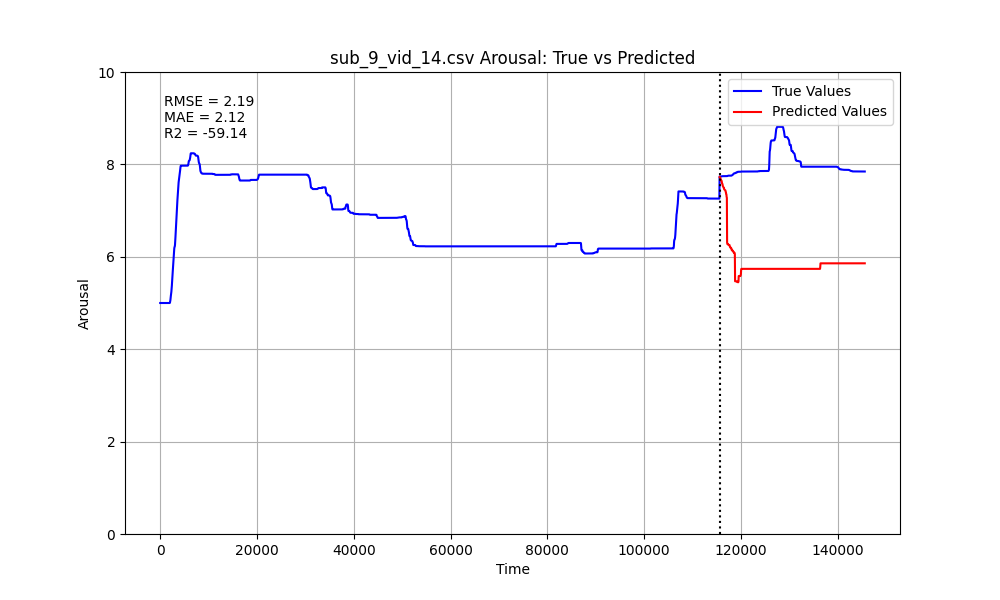 sub_9_vid_14.csv Arousal: True vs Predicted
RMSE = 2.19
MAE = 2.12
R2 = -59.14
True Values
Predicted Values
10
8
6
4
2
0
Arousal
0 20000 40000 60000 80000 100000 120000 140000
Time